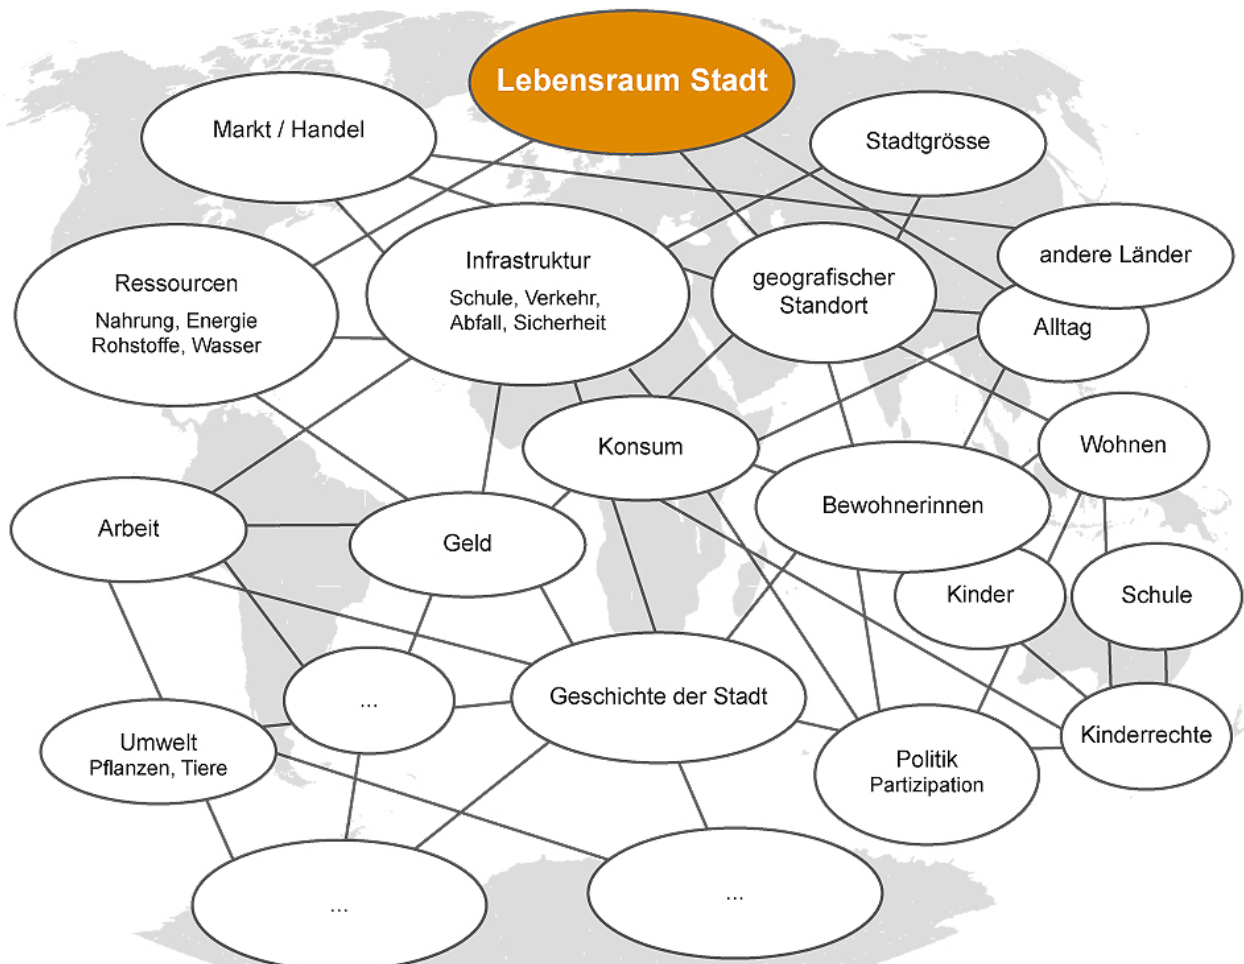 Lebensraum Stadt
Markt / Handel
Stadtgrösse
andere Länder
Infrastruktur
Schule, Verkehr,
Abfall, Sicherheit
geografischer
Standort
Ressourcen
Nahrung, Energie
Rohstoffe, Wasser
Alltag
Konsum
Wohnen
Bewohnerinnen
Arbeit
Geld
Kinder
Schule
...
Geschichte der Stadt
Kinderrechte
Umwelt
Pflanzen, Tiere
Politik
Partizipation
...
...